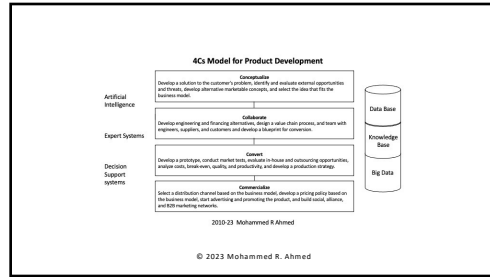 4Cs Model for Product Development
Conceptualize
Develop a solution to the customer's problem, identify and evaluate external opportunities
and threats, develop alternative marketable concepts, and select the idea that fits the
business model.
Artificial
Intelligence
Collaborate
Develop engineering and financing alternatives, design a value chain process, and team with
engineers, suppliers, and customers and develop a blueprint for conversion.
Expert Systems
Convert
Develop a prototype, conduct market tests, evaluate in-house and outsourcing opportunities,
analyze costs, break-even, quality, and productivity, and develop a production strategy.
Decision
Support
systems
Commercialize
Select a distribution channel based on the business model, develop a pricing policy based on
the business model, start advertising and promoting the product, and build social, alliance,
and B2B marketing networks.
Data Base
Knowledge
Base
Big Data
2010-23 Mohammed R Ahmed
© 2023 Mohammed R. Ahmed